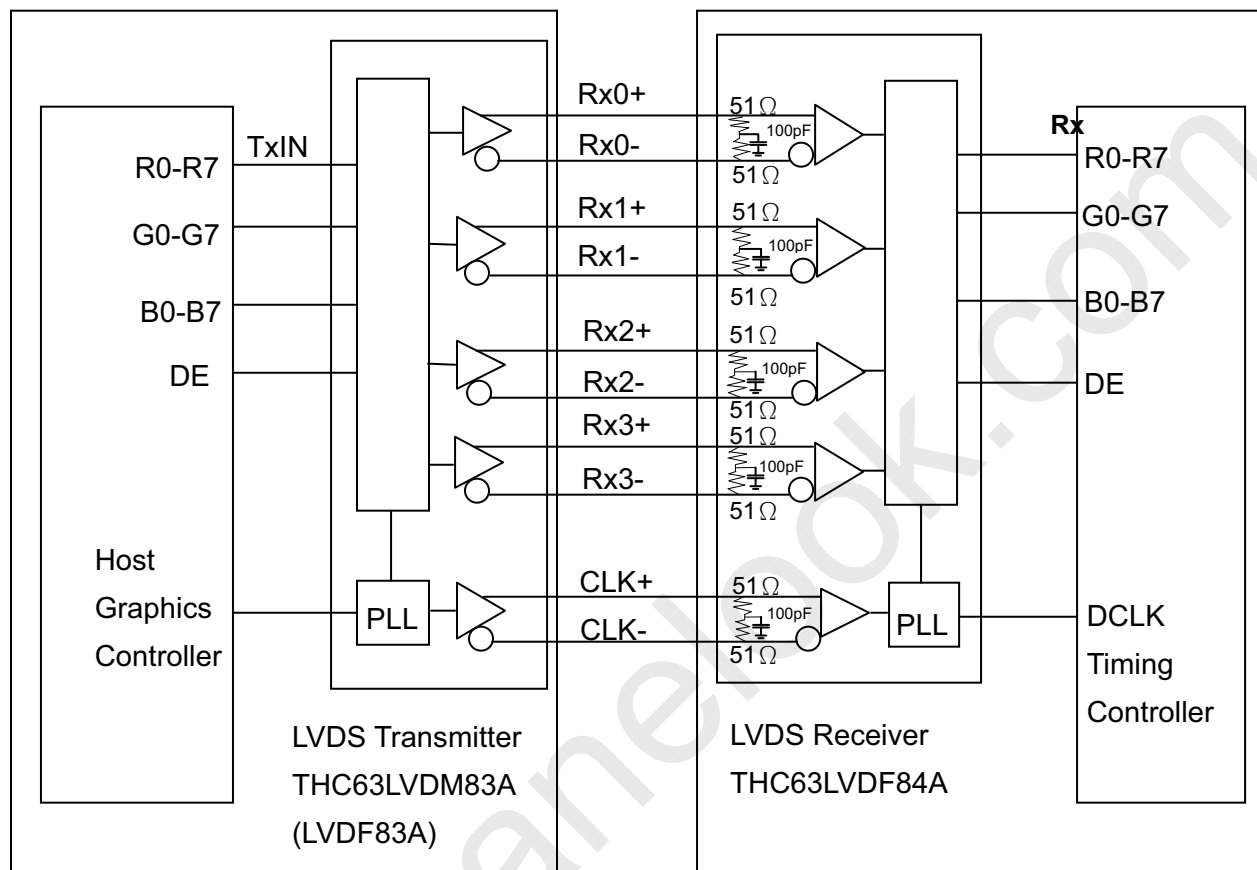 R0-R7
G0-G7
B0-B7
DE
Host
Graphics
Controller
TxIN
PLL
LVDS Transmitter
THC63LVDM83A
(LVDF83A)
Rx0+
Rx0-
Rx1+
Rx1-
Rx2+
Rx2-
Rx3+
Rx3-
CLK+
CLK-
51Ω
100pF
51Ω
51Ω
100pF
51Ω
51Ω
100pF
51Ω
51Ω
100pF
51Ω
51Ω
100pF
51Ω
PLL
LVDS Receiver
THC63LVDF84A
Rx
R0-R7
G0-G7
B0-B7
DE
DCLK
Timing
Controller
anelook.com